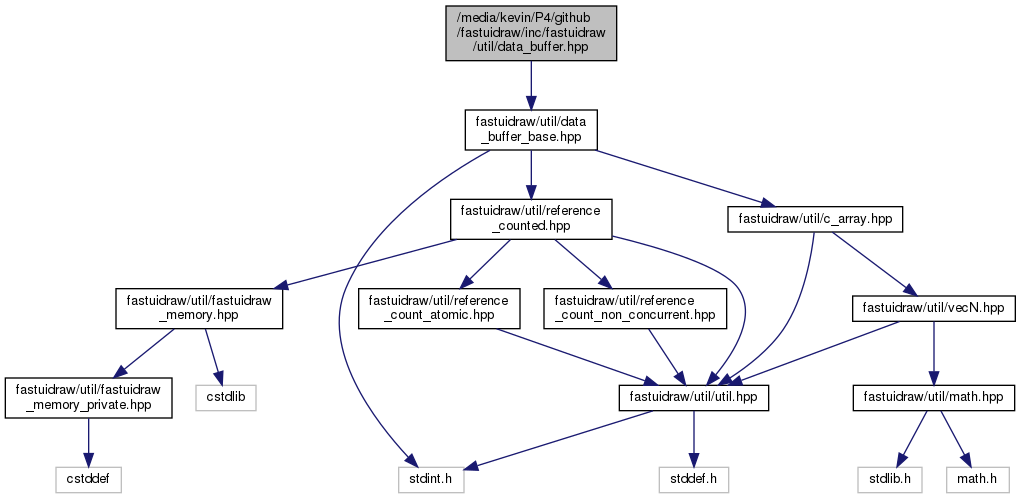 /media/kevin/P4/github
/fastuidraw/inc/fastuidraw
/util/data_buffer.hpp
fastuidraw/util/data
_buffer_base.hpp
fastuidraw/util/reference
_counted.hpp
fastuidraw/util/c_array.hpp
fastuidraw/util/fastuidraw
_memory.hpp
fastuidraw/util/reference
_count_atomic.hpp
fastuidraw/util/reference
_count_non_concurrent.hpp
fastuidraw/util/vecN.hpp
fastuidraw/util/fastuidraw
_memory_private.hpp
cstdlib
fastuidraw/util/util.hpp
fastuidraw/util/math.hpp
cstddef
stdint.h
stddef.h
stdlib.h
math.h